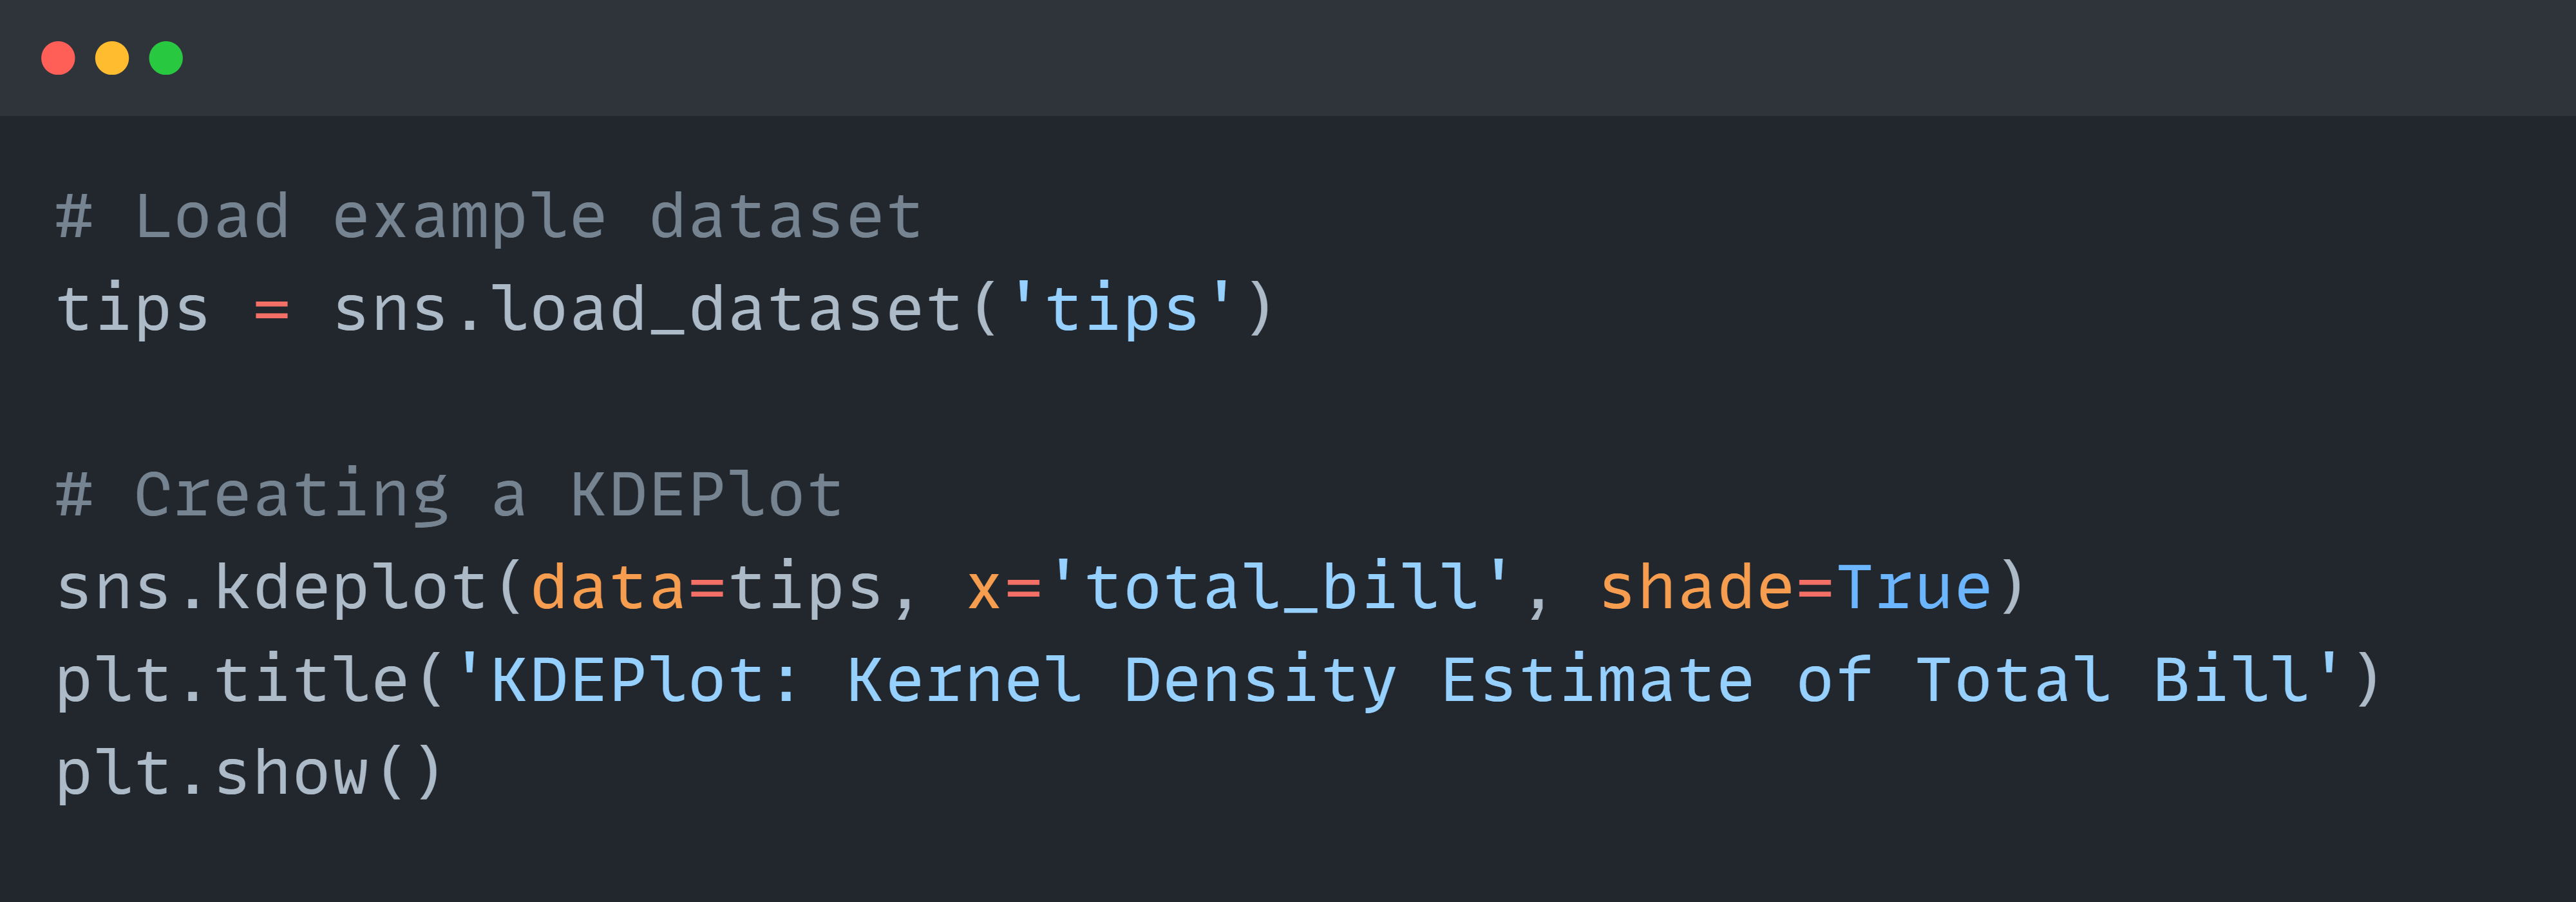 # Load example dataset
tips = sns.load_dataset('tips')
# Creating a KDEPlot
sns.kdeplot(data=tips, x='total_bill', shade=True)
plt.title('KDEPlot: Kernel Density Estimate of Total Bill')
plt.show()